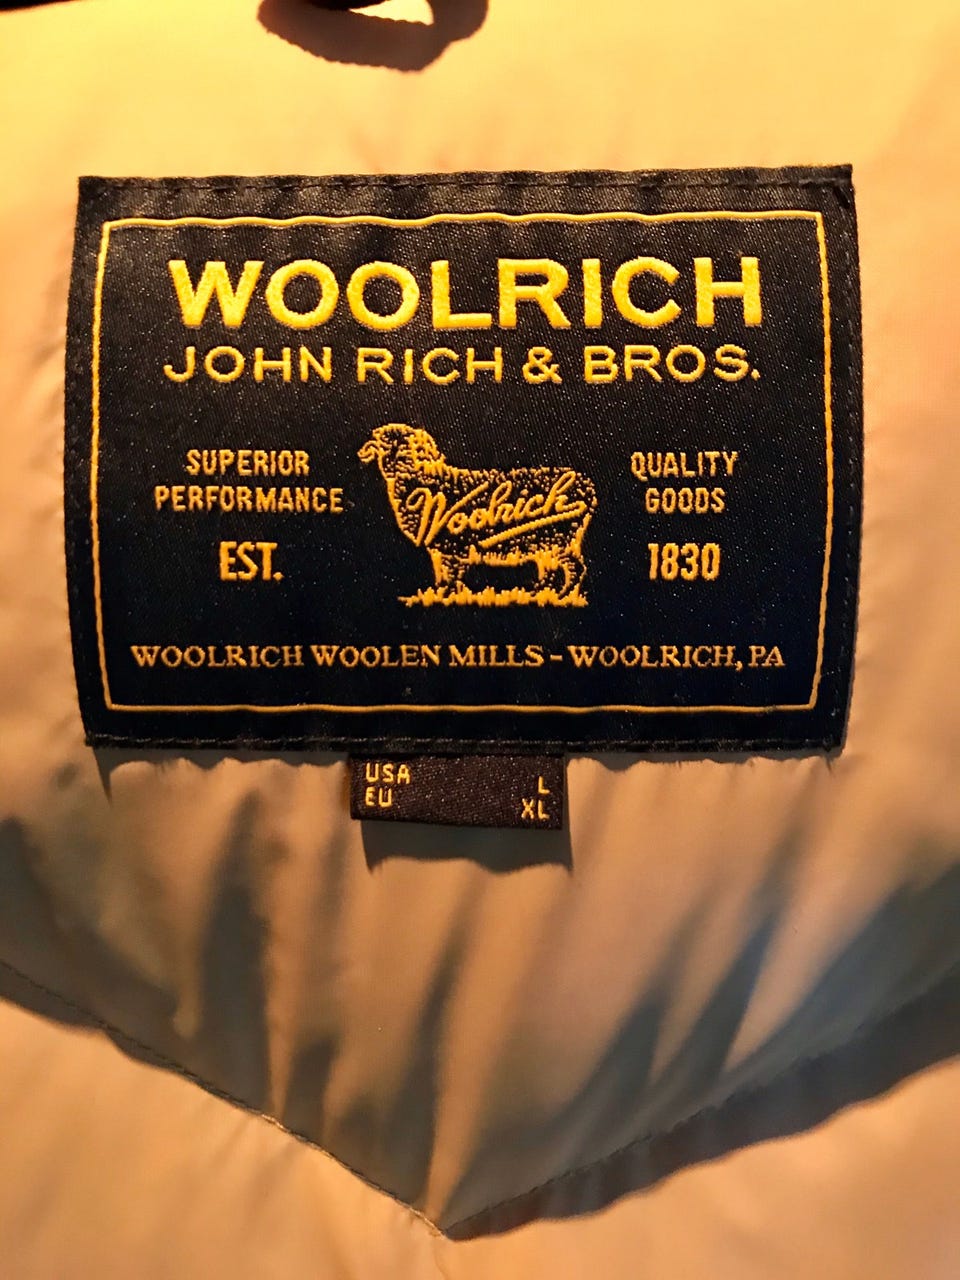 WOOLRICH
JOHN RICH & BROS.
SUPERIOR
PERFORMANCE
EST.
Woolrich
QUALITY
GOODS
1830
WOOLRICH WOOLEN MILLS - WOOLRICH, PA
USA L
EU XL